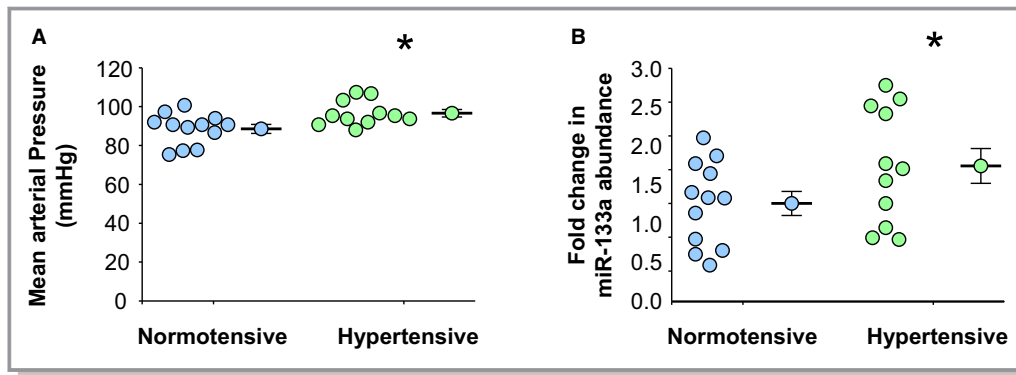 A
*
Mean arterial Pressure
(mmHg)
120
100
80
60
40
20
0
Normotensive
Hypertensive
B
*
Fold change in
miR-133a abundance
3.0
2.5
2.0
1.5
1.0
0.5
0.0
Normotensive
Hypertensive